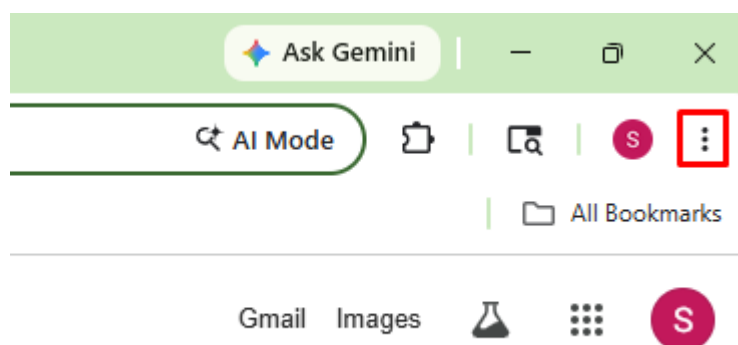 Ask Gemini
AI Mode
S
All Bookmarks
Gmail Images
S